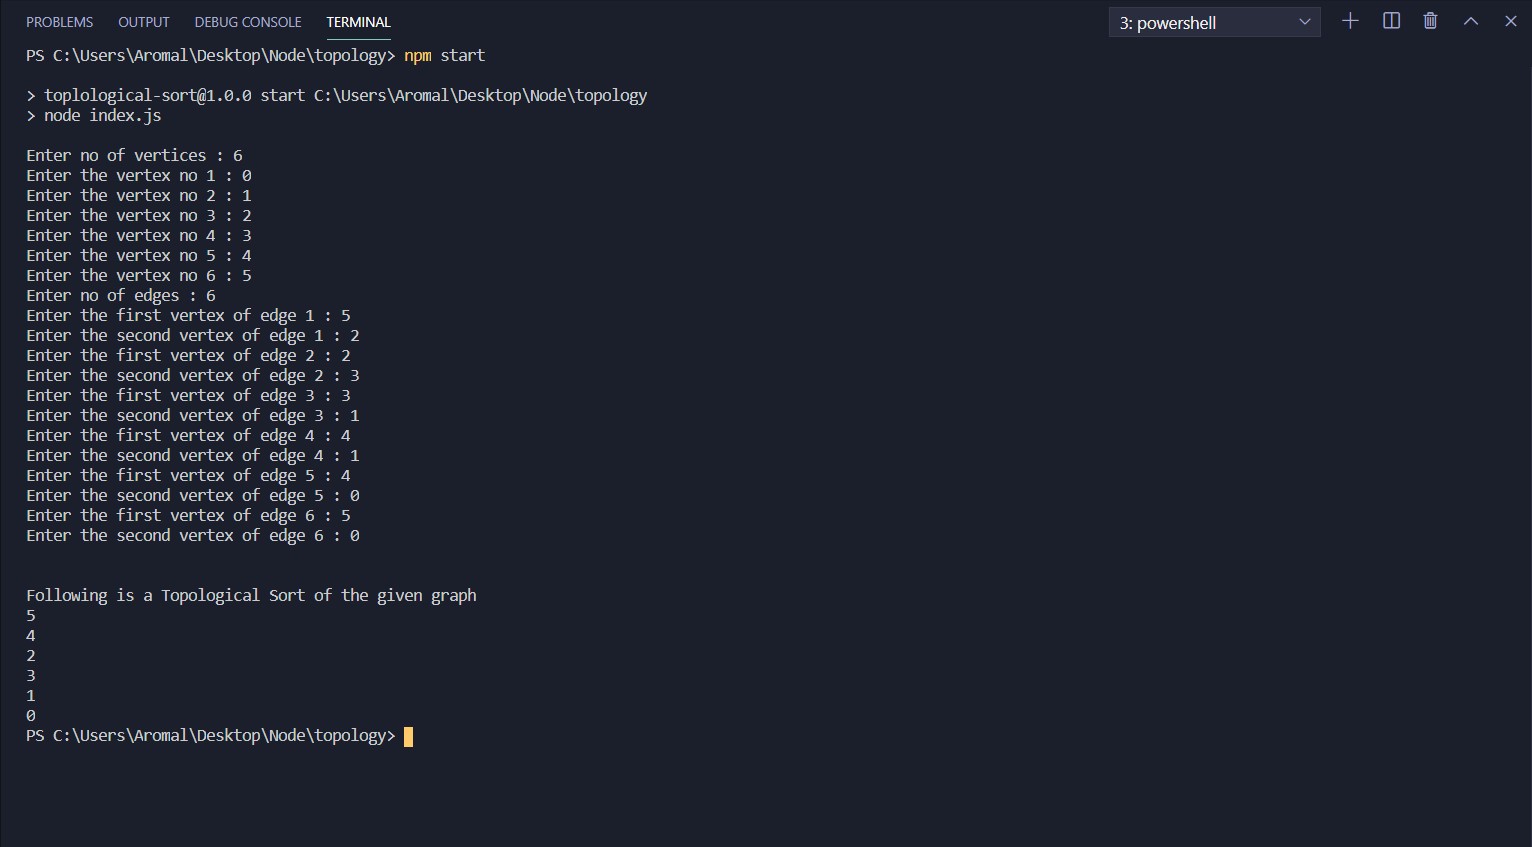 PROBLEMS OUTPUT DEBUG CONSOLE TERMINAL 3: powershell
PS C:\Users\Aromal\Desktop\Node\topology> npm start
> toplological-sort@1.0.0 start C:\Users\Aromal\Desktop\Node\topology
> node index.js
Enter no of vertices : 6
Enter the vertex no 1 : 0
Enter the vertex no 2 : 1
Enter the vertex no 3 : 2
Enter the vertex no 4 : 3
Enter the vertex no 5 : 4
Enter the vertex no 6 : 5
Enter no of edges : 6
Enter the first vertex of edge 1 : 5
Enter the second vertex of edge 1 : 2
Enter the first vertex of edge 2 : 2
Enter the second vertex of edge 2 : 3
Enter the first vertex of edge 3 : 3
Enter the second vertex of edge 3 : 1
Enter the first vertex of edge 4 : 4
Enter the second vertex of edge 4 : 1
Enter the first vertex of edge 5 : 4
Enter the second vertex of edge 5 : 0
Enter the first vertex of edge 6 : 5
Enter the second vertex of edge 6 : 0
Following is a Topological Sort of the given graph
5
4
2
3
1
0
PS C:\Users\Aromal\Desktop\Node\topology>